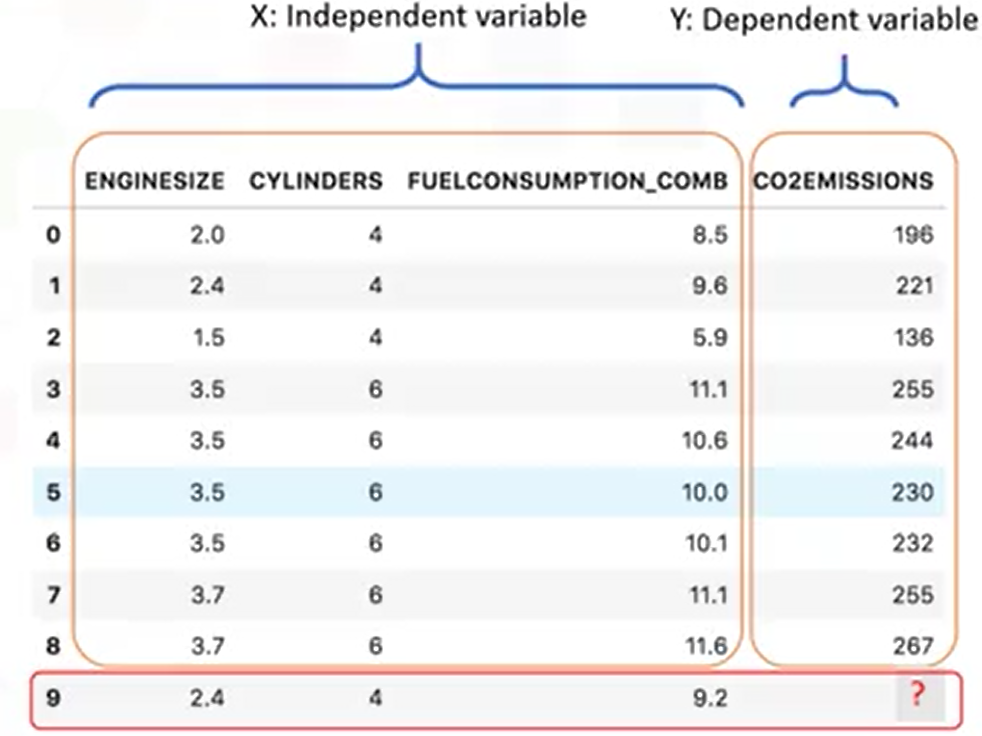 X: Independent variable Y: Dependent variable
ENGINESIZE CYLINDERS FUELCONSUMPTION_COMB CO2EMISSIONS
0 2.0 4 8.5 196
1 2.4 4 9.6 221
2 1.5 4 5.9 136
3 3.5 6 11.1 255
4 3.5 6 10.6 244
5 3.5 6 10.0 230
6 3.5 6 10.1 232
7 3.7 6 11.1 255
8 3.7 6 11.6 267
9 2.4 4 9.2 ?